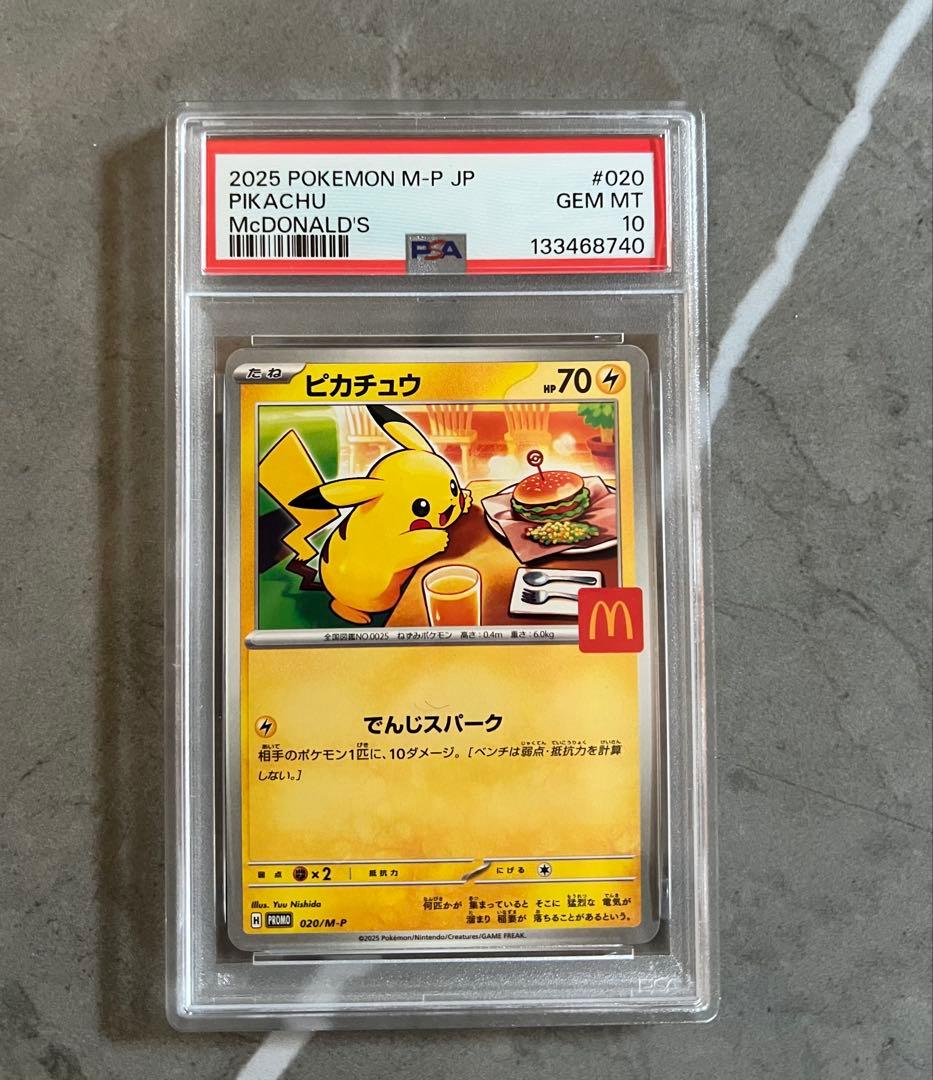 2025 POKEMON M-P JP #020
PIKACHU GEM MT
McDONALD'S 10
PSA 133468740
たね ピカチュウ HP70
M
全国図鑑NO.0025 ねずみポケモン 高さ:0.4m 重さ:6.0kg
でんじスパーク
相手のポケモン1匹に、10ダメージ。[ベンチは弱点・抵抗力を計算
しない。]
弱点 ×2 抵抗力 にげる
Illus. Yuu Nishida
何匹かが 集まっていると そこに 猛烈な 電気が
溜まり 稲妻が 落ちることがあるという。
H PROMO 020/M-P
©2025 Pokémon/Nintendo/Creatures/GAME FREAK.
PSA